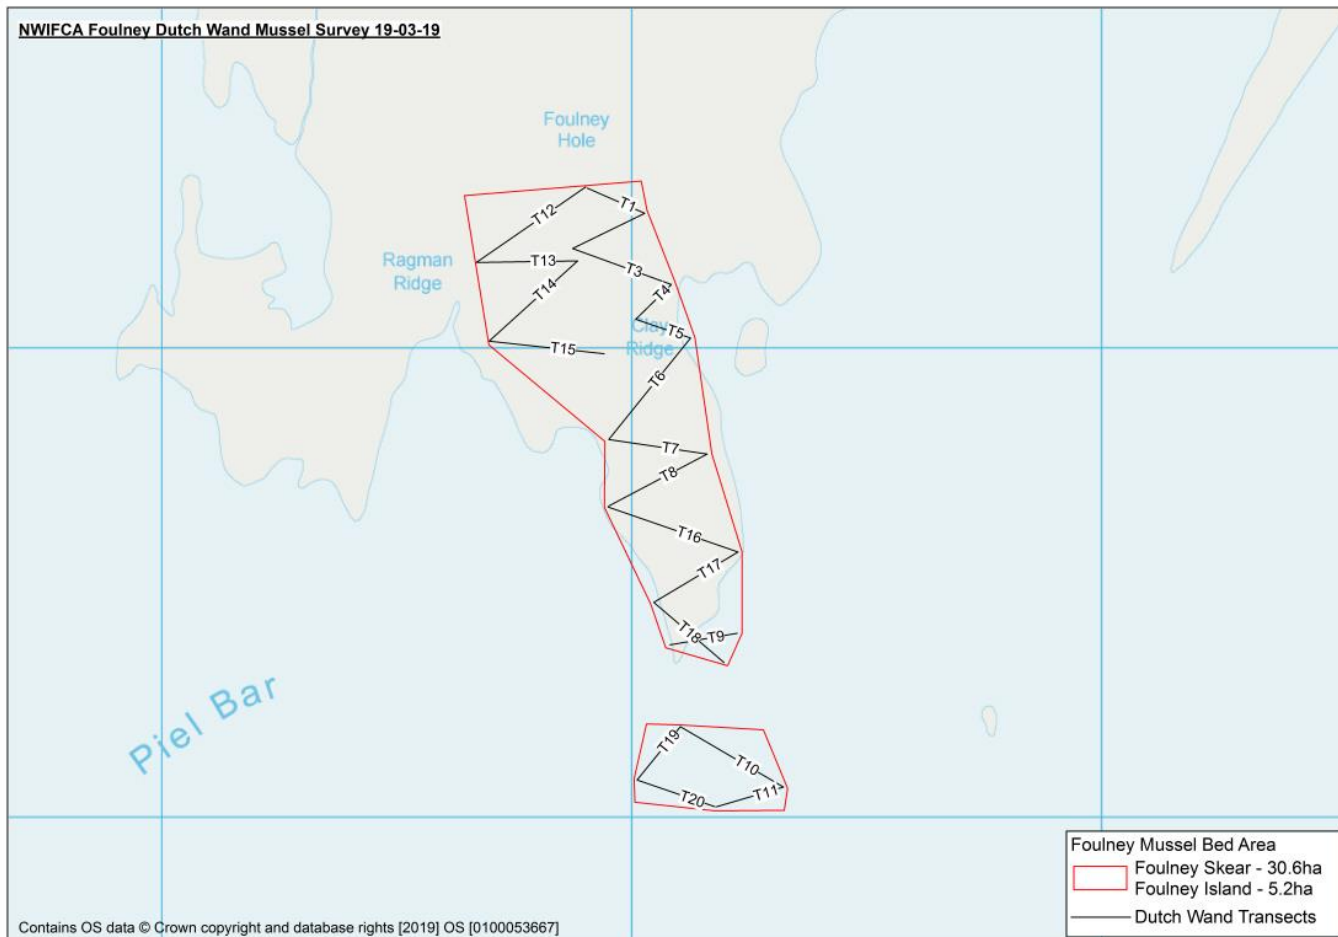 NWIFCA Foulney Dutch Wand Mussel Survey 19-03-19
Foulney
Hole
T1
T12
Ragman
Ridge
T13
T3
T14
T4
T5
Clay
Ridge
T15
T6
T7
T8
T16
T17
T18
T9
Piel Bar
T19
T10
T11
T20
Foulney Mussel Bed Area
Foulney Skear - 30.6ha
Foulney Island - 5.2ha
Dutch Wand Transects
Contains OS data © Crown copyright and database rights [2019] OS [0100053667]